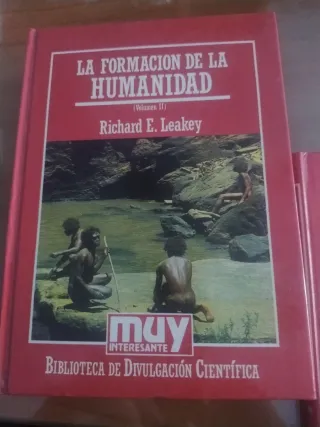 LA FORMACION DE LA
HUMANIDAD
(Volumen II)
Richard E. Leakey
muy
INTERESANTE
BIBLIOTECA DE DIVULGACIÓN CIENTÍFICA